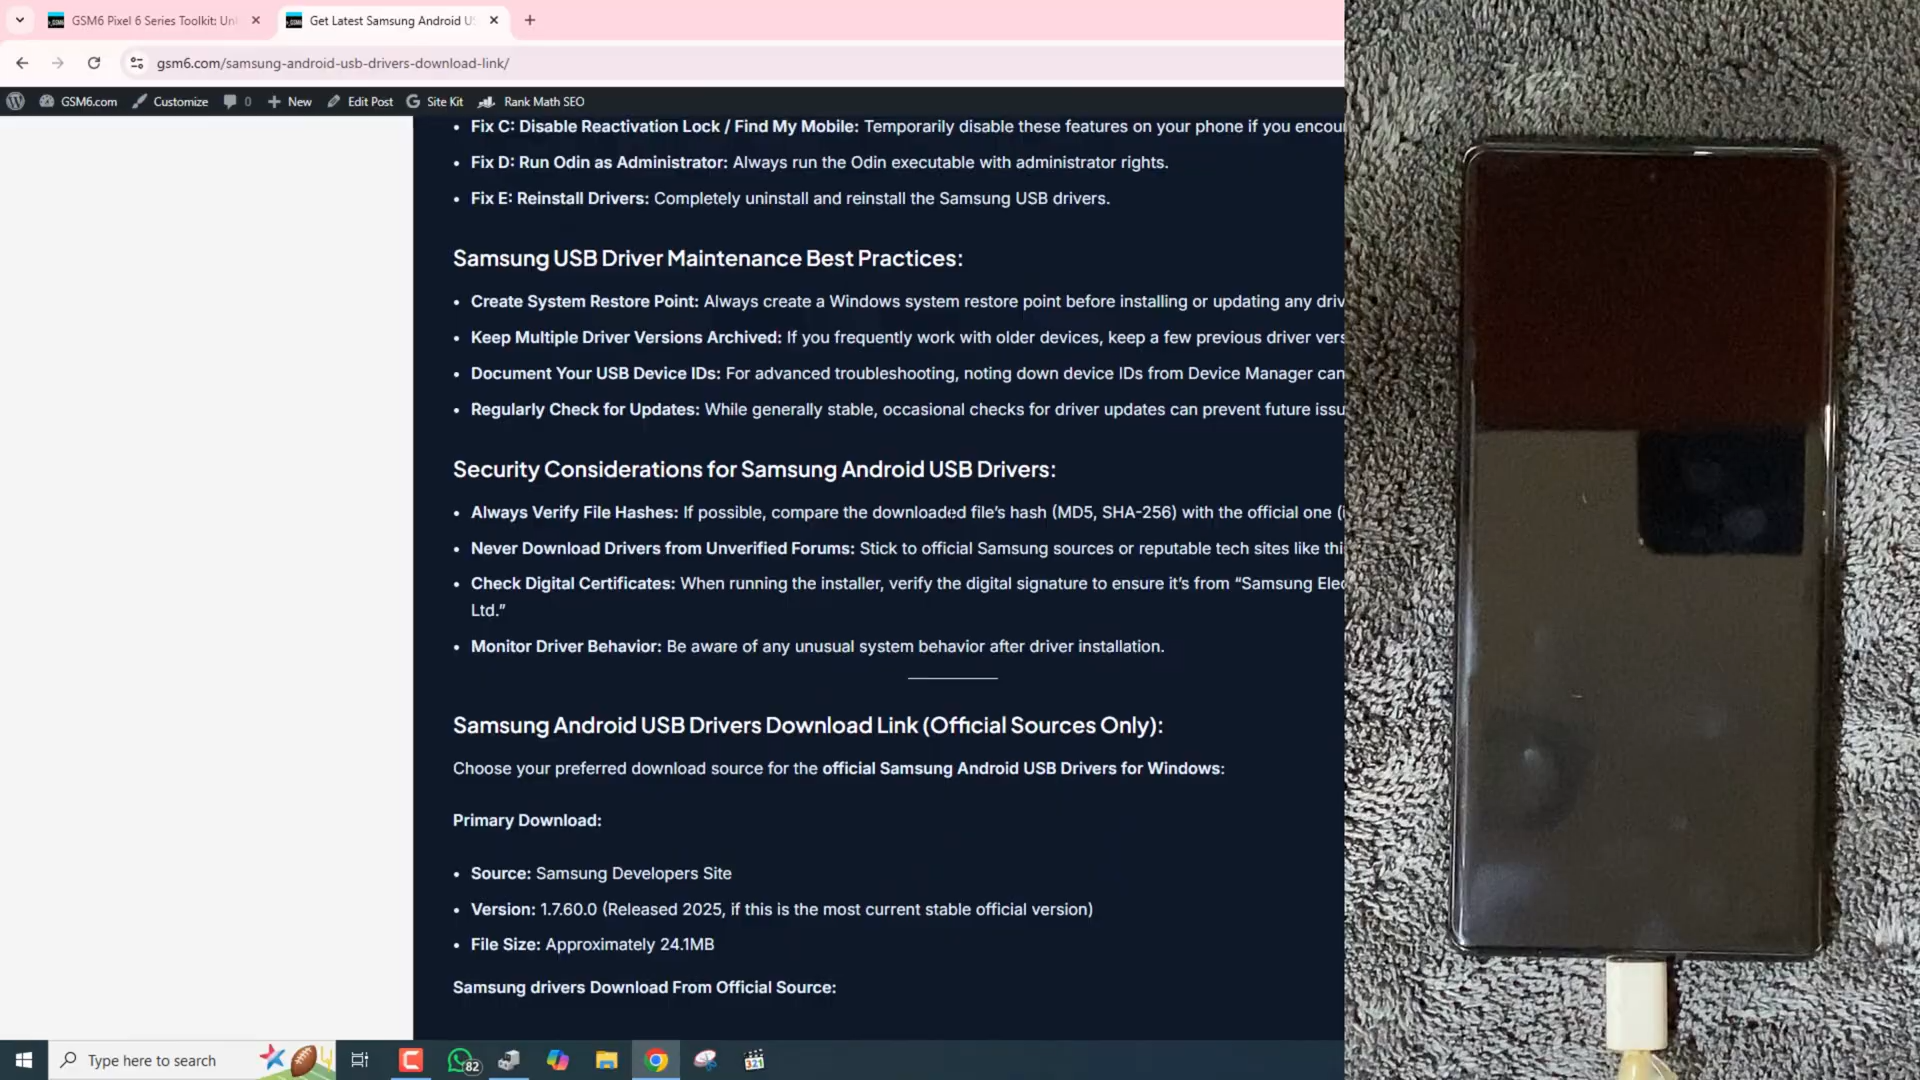 GSM6 Pixel 6 Series Toolkit: Un
Get Latest Samsung Android U
gsm6.com/samsung-android-usb-drivers-download-link/
GSM6.com Customize 0 New Edit Post Site Kit Rank Math SEO
• Fix C: Disable Reactivation Lock / Find My Mobile: Temporarily disable these features on your phone if you encou
• Fix D: Run Odin as Administrator: Always run the Odin executable with administrator rights.
• Fix E: Reinstall Drivers: Completely uninstall and reinstall the Samsung USB drivers.
Samsung USB Driver Maintenance Best Practices:
• Create System Restore Point: Always create a Windows system restore point before installing or updating any driv
• Keep Multiple Driver Versions Archived: If you frequently work with older devices, keep a few previous driver vers
• Document Your USB Device IDs: For advanced troubleshooting, noting down device IDs from Device Manager can
• Regularly Check for Updates: While generally stable, occasional checks for driver updates can prevent future issu
Security Considerations for Samsung Android USB Drivers:
• Always Verify File Hashes: If possible, compare the downloaded file’s hash (MD5, SHA-256) with the official one (i
• Never Download Drivers from Unverified Forums: Stick to official Samsung sources or reputable tech sites like thi
• Check Digital Certificates: When running the installer, verify the digital signature to ensure it’s from “Samsung Elec
Ltd.”
• Monitor Driver Behavior: Be aware of any unusual system behavior after driver installation.
Samsung Android USB Drivers Download Link (Official Sources Only):
Choose your preferred download source for the official Samsung Android USB Drivers for Windows:
Primary Download:
• Source: Samsung Developers Site
• Version: 1.7.60.0 (Released 2025, if this is the most current stable official version)
• File Size: Approximately 24.1MB
Samsung drivers Download From Official Source:
Type here to search
82
321